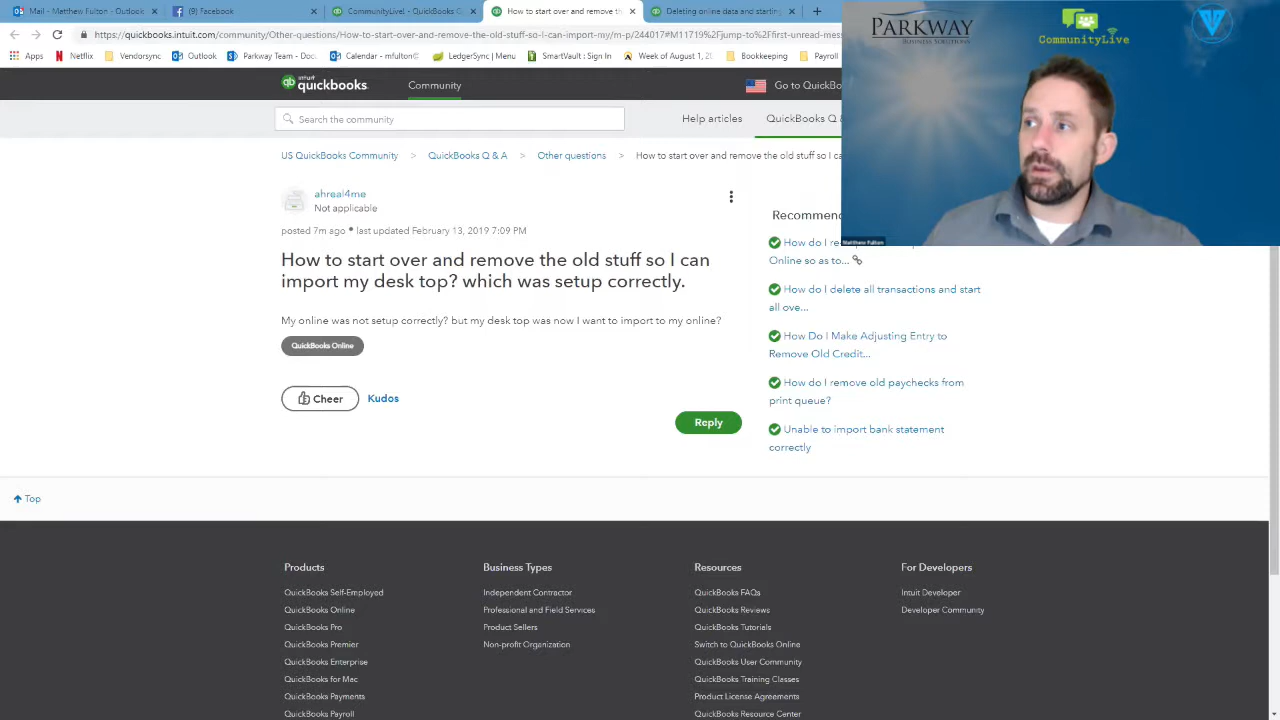 Mail - Matthew Fulton - Outlook
(9) Facebook
CommunityLive! - QuickBooks C
How to start over and remove the
Deleting online data and starting
https://quickbooks.intuit.com/community/Other-questions/How-to-start-over-and-remove-the-old-stuff-so-I-can-import-my/m-p/244017#M11719%2Fjump-to%2Ffirst-unread-mess
Apps
Netflix
Vendorsync
Outlook
Parkway Team - O
Calendar - mfulton@
LedgerSync | Menu
SmartVault : Sign In
Week of August 1, 20
Bookkeeping
Payroll
PARKWAY
BUSINESS SOLUTIONS
CommunityLive
Matthew Fulton
intuit
quickbooks.
Community
Go to QuickBo
Search the community
Help articles
QuickBooks Q &
US QuickBooks Community > QuickBooks Q & A > Other questions > How to start over and remove the old stuff so I ca
ahreal4me
Not applicable
posted 7m ago • last updated February 13, 2019 7:09 PM
How to start over and remove the old stuff so I can
import my desk top? which was setup correctly.
My online was not setup correctly? but my desk top was now I want to import to my online?
QuickBooks Online
Cheer
Kudos
Reply
Recommen
How do I re
Online so as to...
How do I delete all transactions and start
all ove...
How Do I Make Adjusting Entry to
Remove Old Credit...
How do I remove old paychecks from
print queue?
Unable to import bank statement
correctly
Top
Products
QuickBooks Self-Employed
QuickBooks Online
QuickBooks Pro
QuickBooks Premier
QuickBooks Enterprise
QuickBooks for Mac
QuickBooks Payments
QuickBooks Payroll
Business Types
Independent Contractor
Professional and Field Services
Product Sellers
Non-profit Organization
Resources
QuickBooks FAQs
QuickBooks Reviews
QuickBooks Tutorials
Switch to QuickBooks Online
QuickBooks User Community
QuickBooks Training Classes
Product License Agreements
QuickBooks Resource Center
For Developers
Intuit Developer
Developer Community